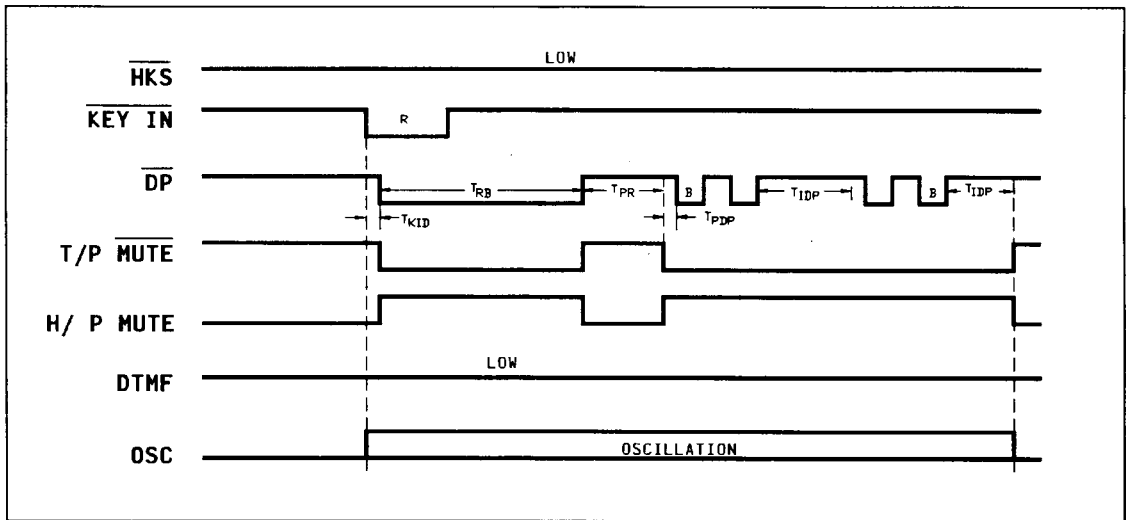 LOW
HKS
KEY IN
R
DP
T_RB
T_PR
B
T_IDP
B
T_IDP
T_KID
T_PDP
T/P MUTE
H/ P MUTE
LOW
DTMF
OSC
OSCILLATION